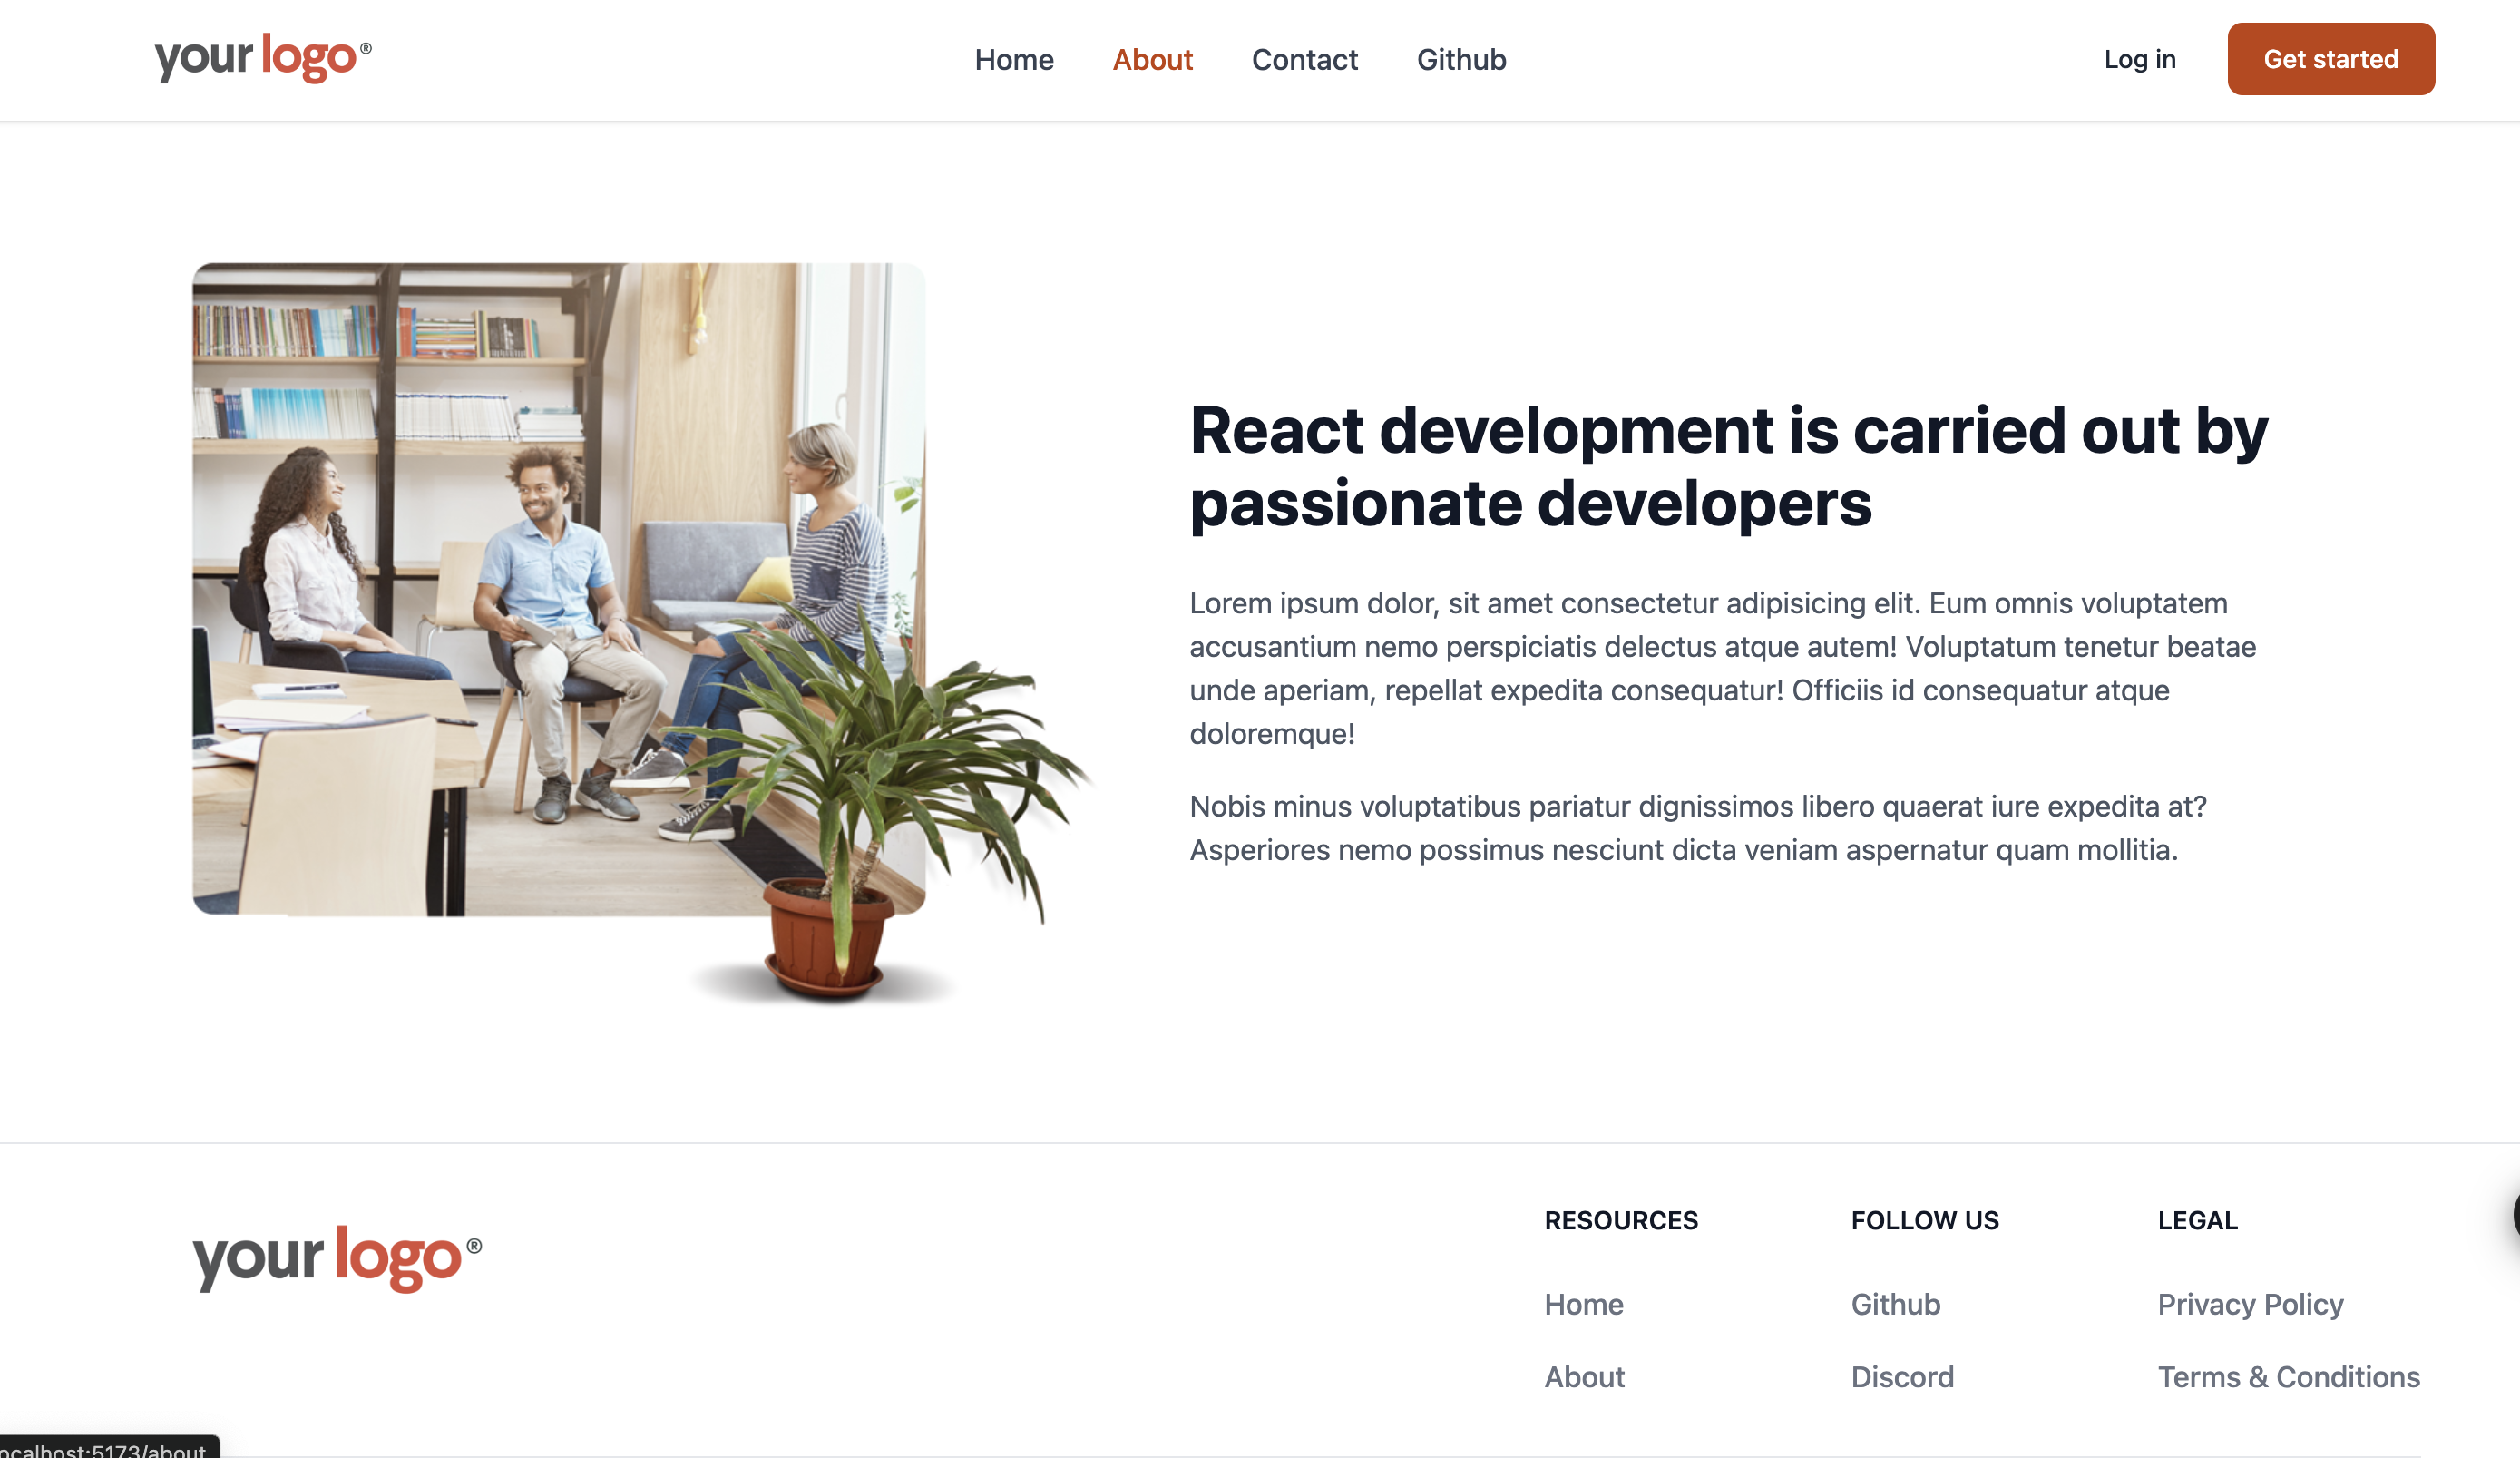 your logo®
Home About Contact Github
Log in Get started
React development is carried out by
passionate developers
Lorem ipsum dolor, sit amet consectetur adipisicing elit. Eum omnis voluptatem
accusantium nemo perspiciatis delectus atque autem! Voluptatum tenetur beatae
unde aperiam, repellat expedita consequatur! Officiis id consequatur atque
doloremque!
Nobis minus voluptatibus pariatur dignissimos libero quaerat iure expedita at?
Asperiores nemo possimus nesciunt dicta veniam aspernatur quam mollitia.
your logo®
RESOURCES
Home
About
FOLLOW US
Github
Discord
LEGAL
Privacy Policy
Terms & Conditions
ocalhost:5173/about